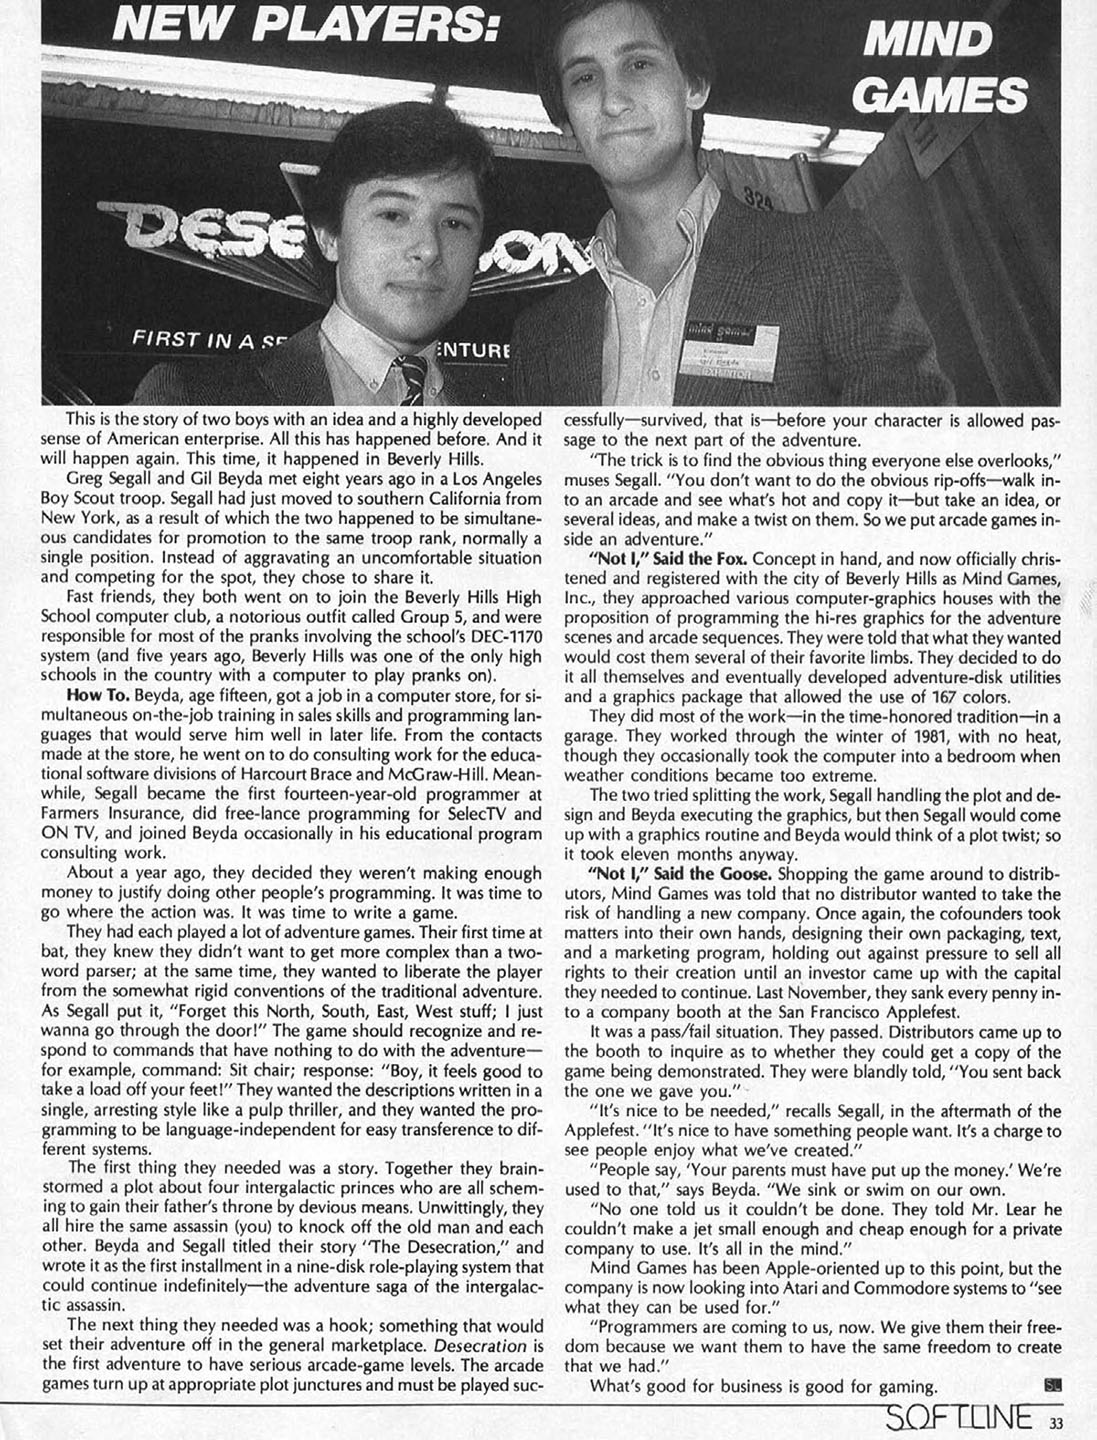 NEW PLAYERS:
MIND
GAMES
324
DESE
ON
FIRST IN A SE
ENTURE
mind games
EXHIBITOR
This is the story of two boys with an idea and a highly developed
sense of American enterprise. All this has happened before. And it
will happen again. This time, it happened in Beverly Hills.
Greg Segall and Gil Beyda met eight years ago in a Los Angeles
Boy Scout troop. Segall had just moved to southern California from
New York, as a result of which the two happened to be simultane-
ous candidates for promotion to the same troop rank, normally a
single position. Instead of aggravating an uncomfortable situation
and competing for the spot, they chose to share it.
Fast friends, they both went on to join the Beverly Hills High
School computer club, a notorious outfit called Group 5, and were
responsible for most of the pranks involving the school's DEC-1170
system (and five years ago, Beverly Hills was one of the only high
schools in the country with a computer to play pranks on).
How To. Beyda, age fifteen, got a job in a computer store, for si-
multaneous on-the-job training in sales skills and programming lan-
guages that would serve him well in later life. From the contacts
made at the store, he went on to do consulting work for the educa-
tional software divisions of Harcourt Brace and McGraw-Hill. Mean-
while, Segall became the first fourteen-year-old programmer at
Farmers Insurance, did free-lance programming for SelecTV and
ON TV, and joined Beyda occasionally in his educational program
consulting work.
About a year ago, they decided they weren't making enough
money to justify doing other people's programming. It was time to
go where the action was. It was time to write a game.
They had each played a lot of adventure games. Their first time at
bat, they knew they didn't want to get more complex than a two-
word parser; at the same time, they wanted to liberate the player
from the somewhat rigid conventions of the traditional adventure.
As Segall put it, "Forget this North, South, East, West stuff; I just
wanna go through the door!" The game should recognize and re-
spond to commands that have nothing to do with the adventure—
for example, command: Sit chair; response: "Boy, it feels good to
take a load off your feet!" They wanted the descriptions written in a
single, arresting style like a pulp thriller, and they wanted the pro-
gramming to be language-independent for easy transference to dif-
ferent systems.
The first thing they needed was a story. Together they brain-
stormed a plot about four intergalactic princes who are all schem-
ing to gain their father's throne by devious means. Unwittingly, they
all hire the same assassin (you) to knock off the old man and each
other. Beyda and Segall titled their story "The Desecration," and
wrote it as the first installment in a nine-disk role-playing system that
could continue indefinitely—the adventure saga of the intergalac-
tic assassin.
The next thing they needed was a hook; something that would
set their adventure off in the general marketplace. Desecration is
the first adventure to have serious arcade-game levels. The arcade
games turn up at appropriate plot junctures and must be played suc-
cessfully—survived, that is—before your character is allowed pas-
sage to the next part of the adventure.
"The trick is to find the obvious thing everyone else overlooks,"
muses Segall. "You don't want to do the obvious rip-offs—walk in-
to an arcade and see what's hot and copy it—but take an idea, or
several ideas, and make a twist on them. So we put arcade games in-
side an adventure."
"Not I," Said the Fox. Concept in hand, and now officially chris-
tened and registered with the city of Beverly Hills as Mind Games,
Inc., they approached various computer-graphics houses with the
proposition of programming the hi-res graphics for the adventure
scenes and arcade sequences. They were told that what they wanted
would cost them several of their favorite limbs. They decided to do
it all themselves and eventually developed adventure-disk utilities
and a graphics package that allowed the use of 167 colors.
They did most of the work—in the time-honored tradition—in a
garage. They worked through the winter of 1981, with no heat,
though they occasionally took the computer into a bedroom when
weather conditions became too extreme.
The two tried splitting the work, Segall handling the plot and de-
sign and Beyda executing the graphics, but then Segall would come
up with a graphics routine and Beyda would think of a plot twist; so
it took eleven months anyway.
"Not I," Said the Goose. Shopping the game around to distrib-
utors, Mind Games was told that no distributor wanted to take the
risk of handling a new company. Once again, the cofounders took
matters into their own hands, designing their own packaging, text,
and a marketing program, holding out against pressure to sell all
rights to their creation until an investor came up with the capital
they needed to continue. Last November, they sank every penny in-
to a company booth at the San Francisco Applefest.
It was a pass/fail situation. They passed. Distributors came up to
the booth to inquire as to whether they could get a copy of the
game being demonstrated. They were blandly told, "You sent back
the one we gave you."
"It's nice to be needed," recalls Segall, in the aftermath of the
Applefest. "It's nice to have something people want. It's a charge to
see people enjoy what we've created."
"People say, 'Your parents must have put up the money.' We're
used to that," says Beyda. "We sink or swim on our own.
"No one told us it couldn't be done. They told Mr. Lear he
couldn't make a jet small enough and cheap enough for a private
company to use. It's all in the mind."
Mind Games has been Apple-oriented up to this point, but the
company is now looking into Atari and Commodore systems to "see
what they can be used for."
"Programmers are coming to us, now. We give them their free-
dom because we want them to have the same freedom to create
that we had."
What's good for business is good for gaming.
SL
SOFTLINE 33